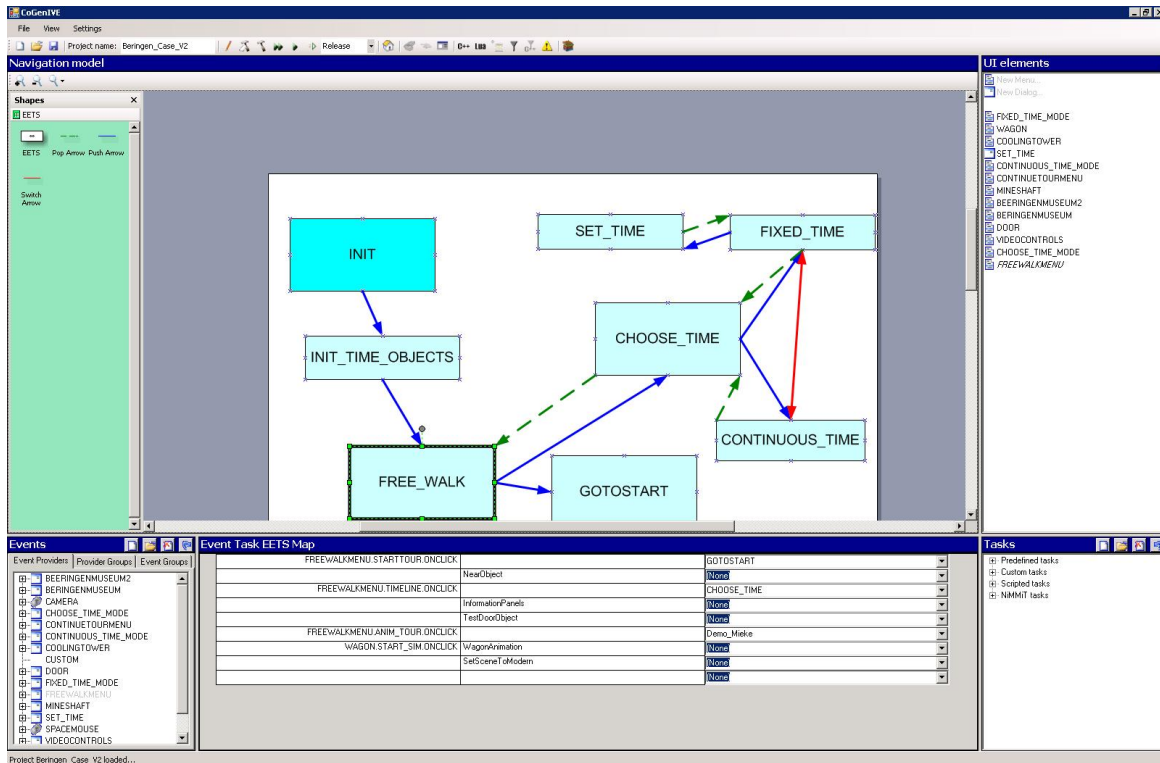 CoGenIVE
File View Settings
Project name: Beringen_Case_V2 Release C++ Lua
Navigation model
UI elements
Shapes
EETS
EETS Pop Arrow Push Arrow
Switch
Arrow
INIT
INIT_TIME_OBJECTS
FREE_WALK
SET_TIME
FIXED_TIME
CHOOSE_TIME
CONTINUOUS_TIME
GOTOSTART
New Menu...
New Dialog...
FIXED_TIME_MODE
WAGON
COOLINGTOWER
SET_TIME
CONTINUOUS_TIME_MODE
CONTINUETOURMENU
MINESHAFT
BEERINGENMUSEUM2
BERINGENMUSEUM
DOOR
VIDEOCONTROLS
CHOOSE_TIME_MODE
FREEWALKMENU
Events
Event Providers Provider Groups Event Groups
BEERINGENMUSEUM2
BERINGENMUSEUM
CAMERA
CHOOSE_TIME_MODE
CONTINUETOURMENU
CONTINUOUS_TIME_MODE
COOLINGTOWER
CUSTOM
DOOR
FIXED_TIME_MODE
FREEWALKMENU
MINESHAFT
SET_TIME
SPACEMOUSE
VIDEOCONTROLS
Event Task EETS Map
FREEWALKMENU.STARTTOUR.ONCLICK GOTOSTART
NearObject (None)
FREEWALKMENU.TIMELINE.ONCLICK CHOOSE_TIME
InformationPanels (None)
TestDoorObject (None)
FREEWALKMENU.ANIM_TOUR.ONCLICK Demo_Mieke
WAGON.START_SIM.ONCLICK WagonAnimation (None)
SetSceneToModern (None)
(None)
Tasks
Predefined tasks
Custom tasks
Scripted tasks
NiMMiT tasks
Project Beringen_Case_V2 loaded...